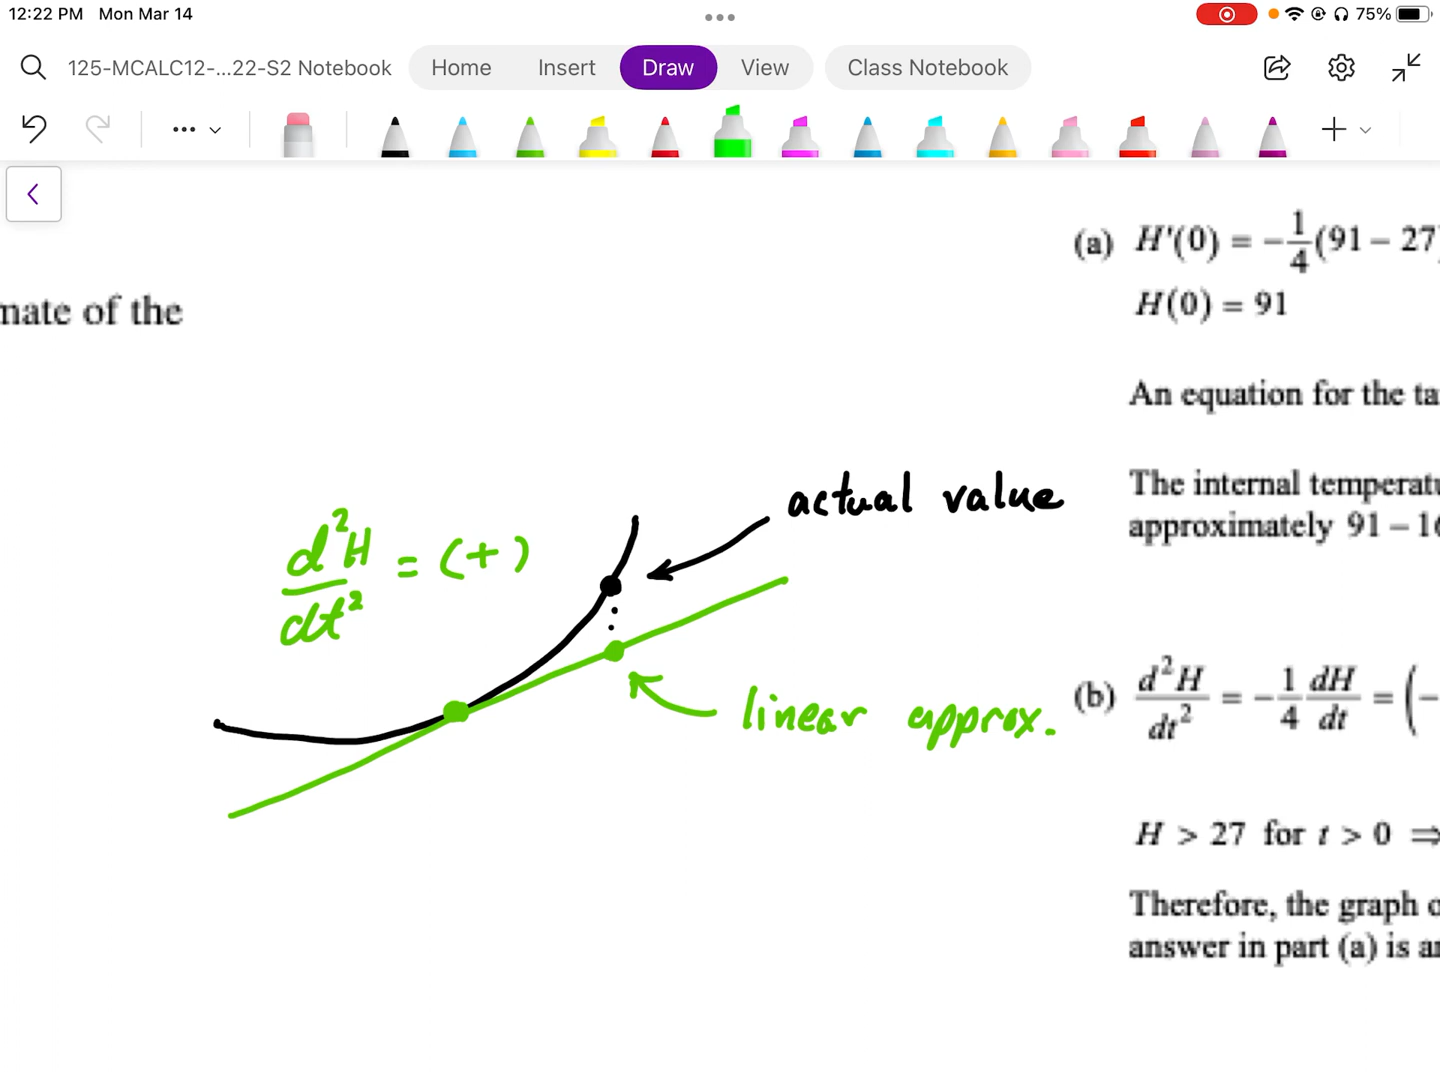 12:22 PM Mon Mar 14
75%
125-MCALC12-...22-S2 Notebook
Home Insert Draw View Class Notebook
mate of the
(a) H'(0) = -1/4(91 - 27)
H(0) = 91
An equation for the ta
The internal temperatu
approximately 91 - 16
actual value
d²H/dt² = (+)
linear approx.
(b) d²H/dt² = -1/4 dH/dt = (-
H > 27 for t > 0 ⇒
Therefore, the graph o
answer in part (a) is an